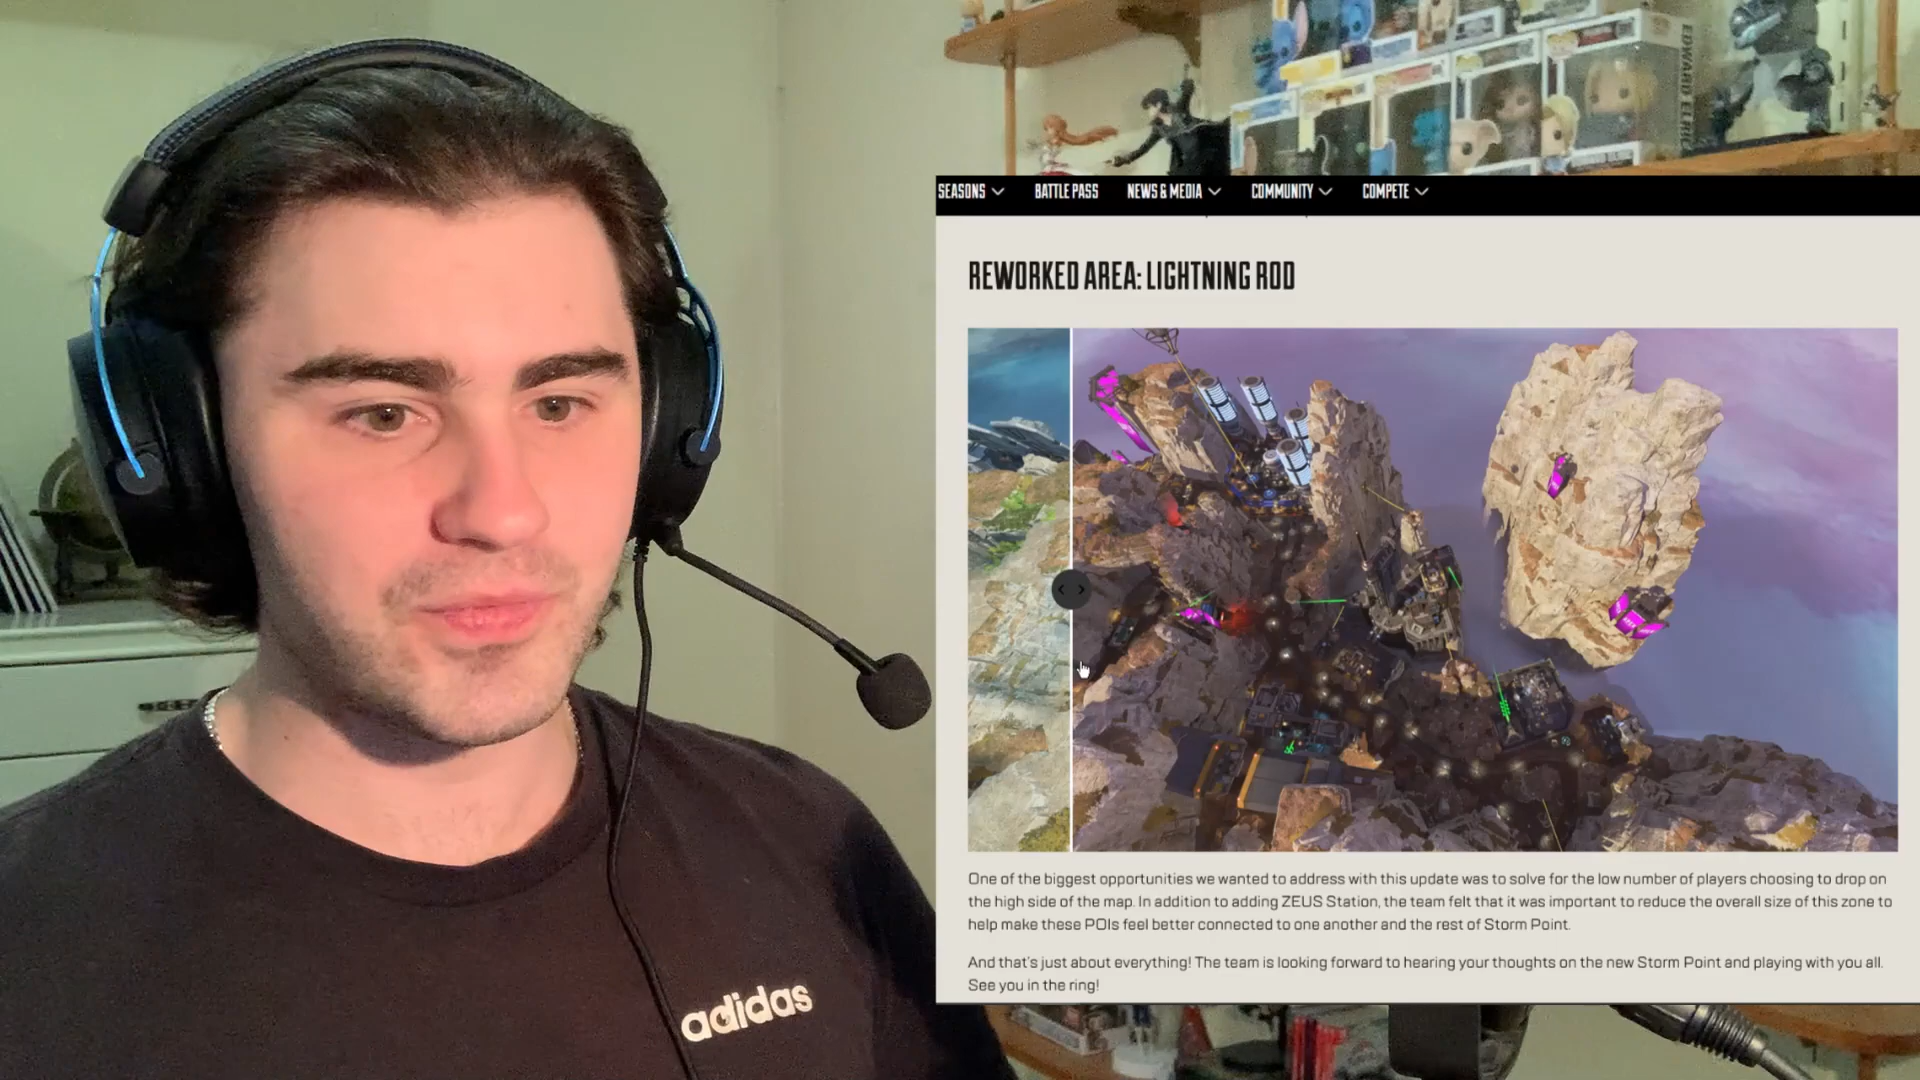 EDWARD ELRIC
SEASONS
BATTLE PASS
NEWS & MEDIA
COMMUNITY
COMPETE
REWORKED AREA: LIGHTNING ROD
One of the biggest opportunities we wanted to address with this update was to solve for the low number of players choosing to drop on
the high side of the map. In addition to adding ZEUS Station, the team felt that it was important to reduce the overall size of this zone to
help make these POIs feel better connected to one another and the rest of Storm Point.
And that's just about everything! The team is looking forward to hearing your thoughts on the new Storm Point and playing with you all.
See you in the ring!
adidas